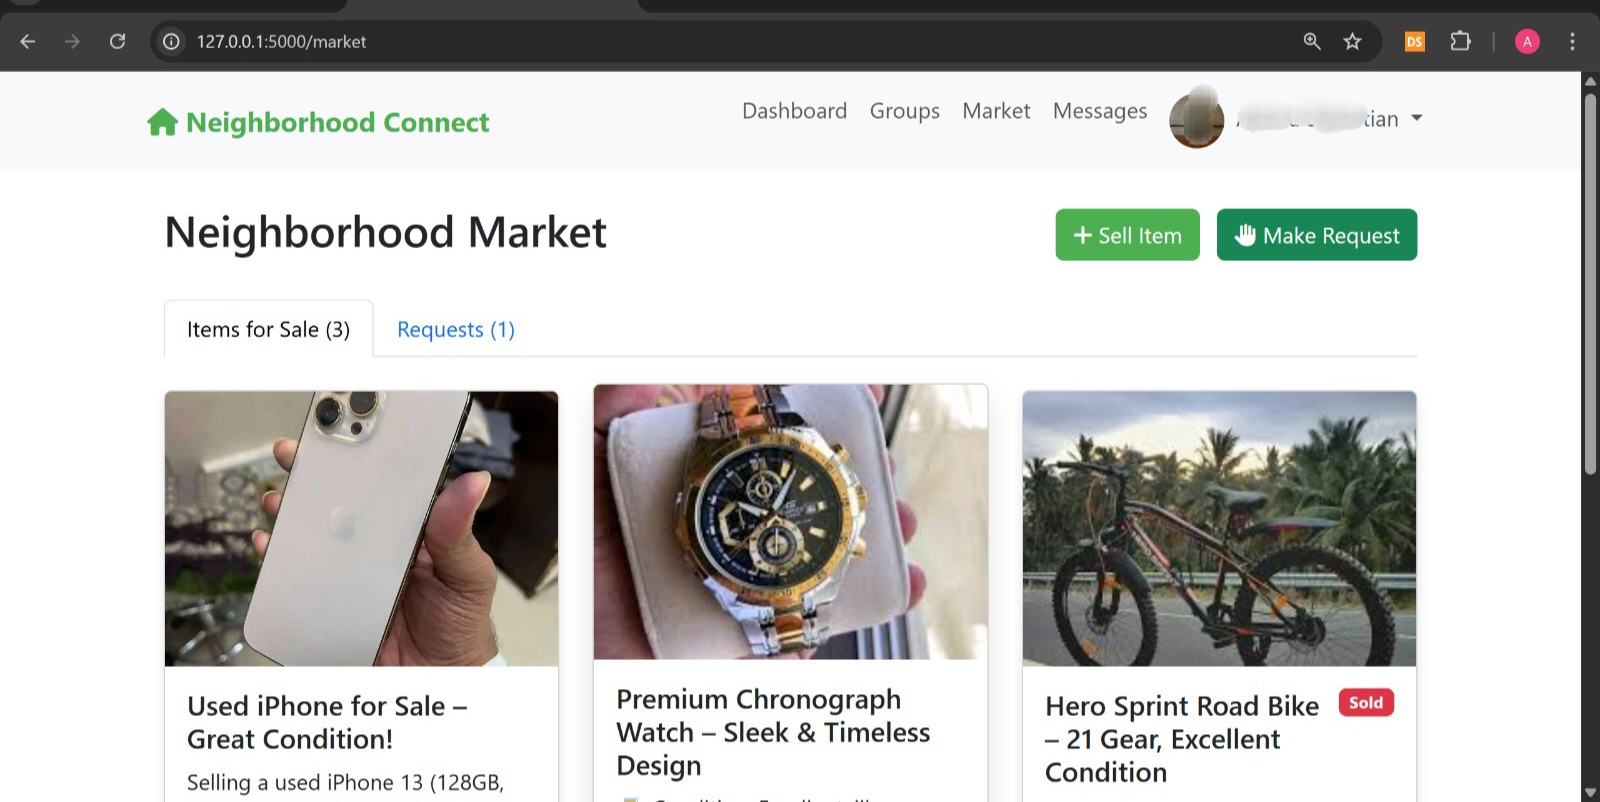 127.0.0.1:5000/market
DS
A
Neighborhood Connect
Dashboard Groups Market Messages
tian
Neighborhood Market
+ Sell Item
Make Request
Items for Sale (3)
Requests (1)
Used iPhone for Sale –
Great Condition!
Selling a used iPhone 13 (128GB,
Premium Chronograph
Watch – Sleek & Timeless
Design
Hero Sprint Road Bike
– 21 Gear, Excellent
Condition
Sold